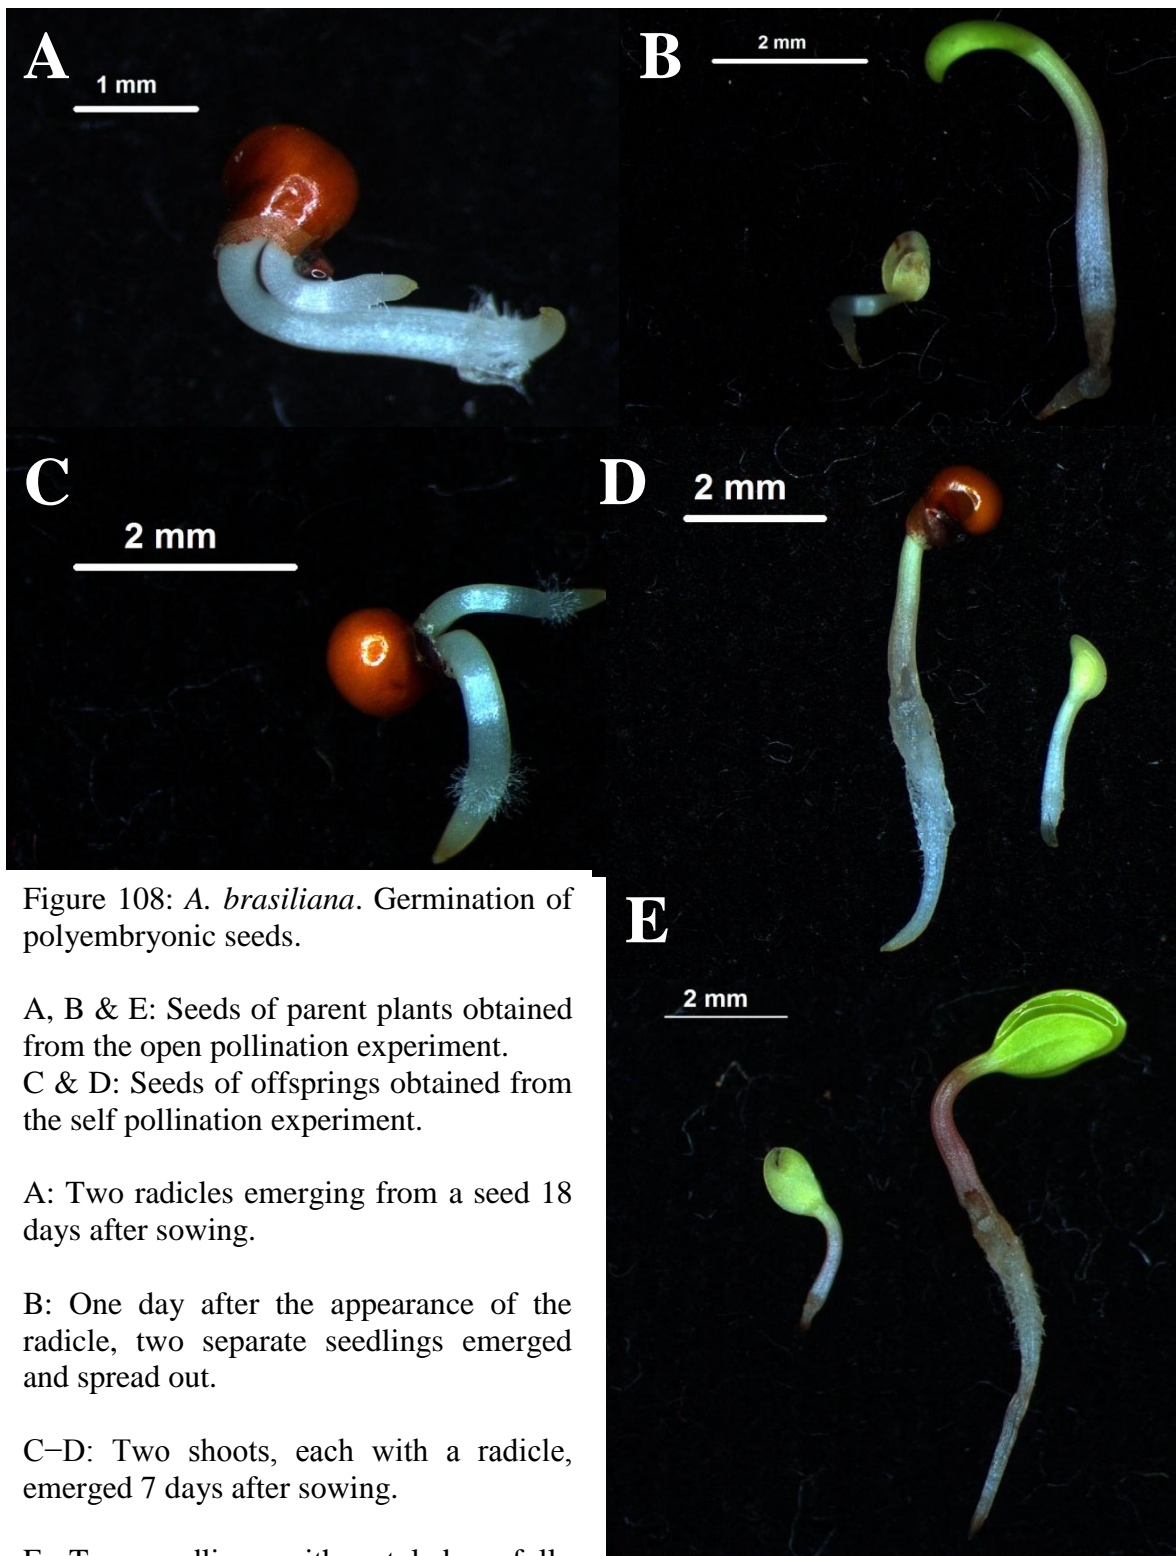 A
1 mm
B
2 mm
C
2 mm
D
2 mm
Figure 108: A. brasiliana. Germination of
polyembryonic seeds.
A, B & E: Seeds of parent plants obtained
from the open pollination experiment.
C & D: Seeds of offsprings obtained from
the self pollination experiment.
A: Two radicles emerging from a seed 18
days after sowing.
B: One day after the appearance of the
radicle, two separate seedlings emerged
and spread out.
C−D: Two shoots, each with a radicle,
emerged 7 days after sowing.
E
2 mm